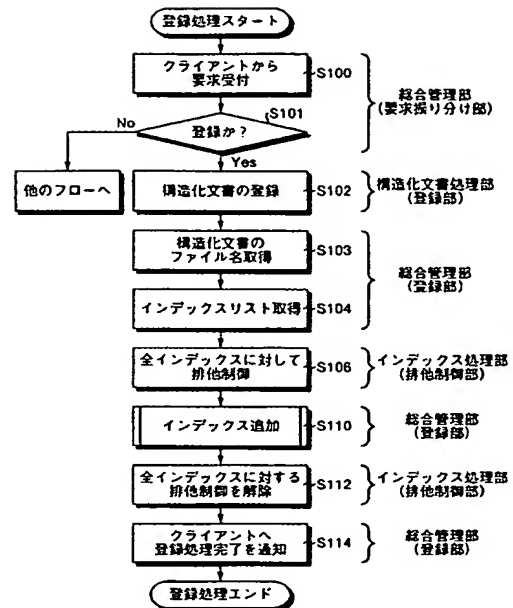 登録処理スタート
クライアントから
要求受付
S100
総合管理部
(要求振り分け部)
S101
登録か?
No
Yes
他のフローへ
構造化文書の登録
S102
構造化文書処理部
(登録部)
構造化文書の
ファイル名取得
S103
総合管理部
(登録部)
インデックスリスト取得
S104
全インデックスに対して
排他制御
S106
インデックス処理部
(排他制御部)
インデックス追加
S110
総合管理部
(登録部)
全インデックスに対する
排他制御を解除
S112
インデックス処理部
(排他制御部)
クライアントへ
登録処理完了を通知
S114
総合管理部
(登録部)
登録処理エンド